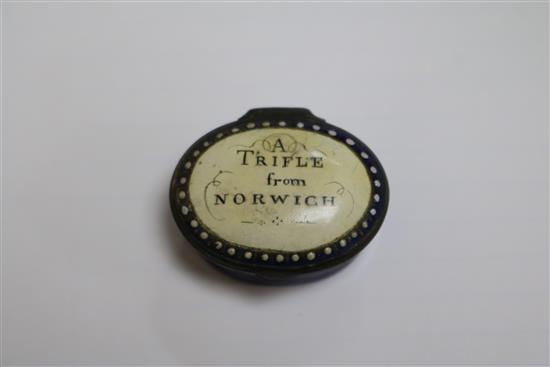 A
TRIFLE
from
NORWICH